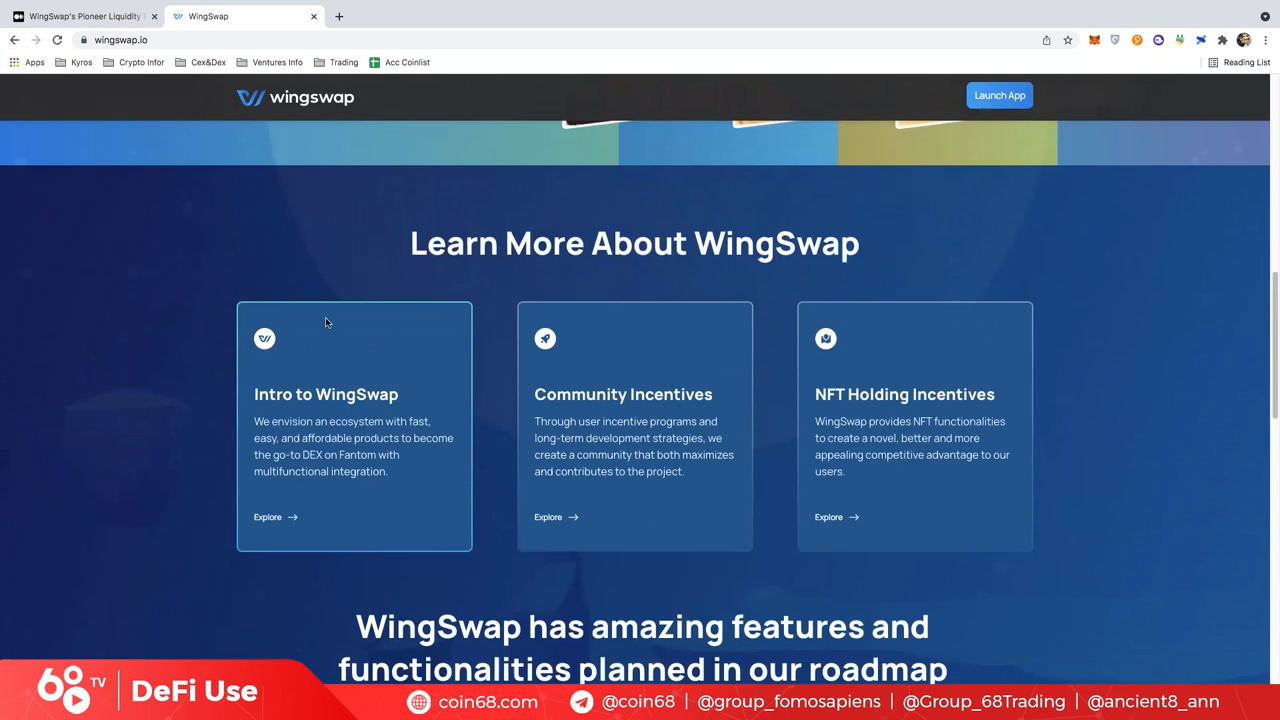 WingSwap's Pioneer Liquidity
WingSwap
wingswap.io
Apps
Kyros
Crypto Infor
Cex&Dex
Ventures Info
Trading
Acc Coinlist
Reading List
wingswap
Launch App
Learn More About WingSwap
Intro to WingSwap
We envision an ecosystem with fast,
easy, and affordable products to become
the go-to DEX on Fantom with
multifunctional integration.
Explore
Community Incentives
Through user incentive programs and
long-term development strategies, we
create a community that both maximizes
and contributes to the project.
Explore
NFT Holding Incentives
WingSwap provides NFT functionalities
to create a novel, better and more
appealing competitive advantage to our
users.
Explore
WingSwap has amazing features and
functionalities planned in our roadmap
68 TV
DeFi Use
coin68.com
@coin68 | @group_fomosapiens | @Group_68Trading | @ancient8_ann